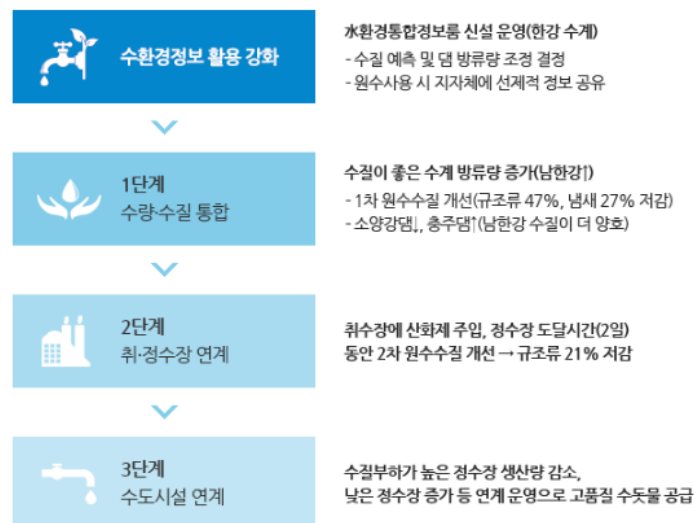 수환경정보 활용 강화
水환경통합정보룸 신설 운영(한강 수계)
- 수질 예측 및 댐 방류량 조정 결정
- 원수사용 시 지자체에 선제적 정보 공유
1단계
수량·수질 통합
수질이 좋은 수계 방류량 증가(남한강↑)
- 1차 원수수질 개선(규조류 47%, 냄새 27% 저감)
- 소양강댐↓, 충주댐↑(남한강 수질이 더 양호)
2단계
취·정수장 연계
취수장에 산화제 주입, 정수장 도달시간(2일)
동안 2차 원수수질 개선 → 규조류 21% 저감
3단계
수도시설 연계
수질부하가 높은 정수장 생산량 감소,
낮은 정수장 증가 등 연계 운영으로 고품질 수돗물 공급